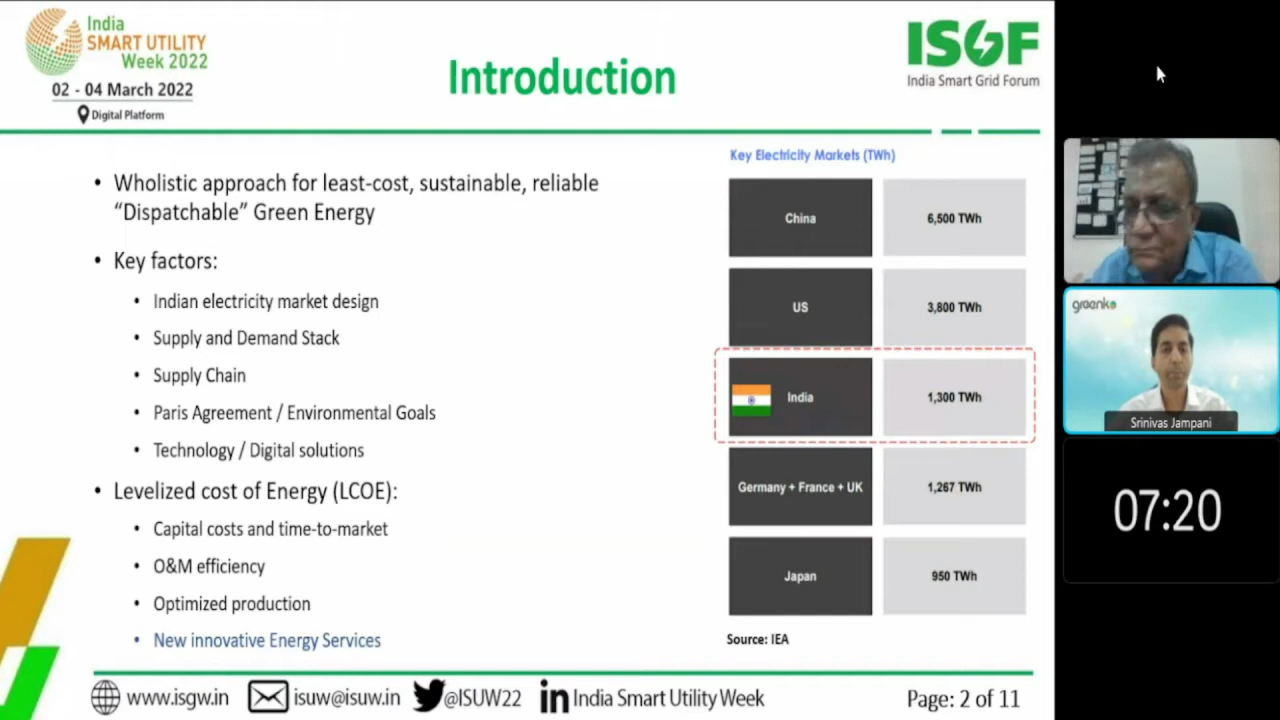 India
SMART UTILITY
Week 2022
02 - 04 March 2022
Digital Platform
Introduction
ISGF
India Smart Grid Forum
• Wholistic approach for least-cost, sustainable, reliable
“Dispatchable” Green Energy
• Key factors:
• Indian electricity market design
• Supply and Demand Stack
• Supply Chain
• Paris Agreement / Environmental Goals
• Technology / Digital solutions
• Levelized cost of Energy (LCOE):
• Capital costs and time-to-market
• O&M efficiency
• Optimized production
• New innovative Energy Services
Key Electricity Markets (TWh)
China 6,500 TWh
US 3,800 TWh
India 1,300 TWh
Germany + France + UK 1,267 TWh
Japan 950 TWh
Source: IEA
www.isgw.in isuw@isuw.in @ISUW22 in India Smart Utility Week Page: 2 of 11
greenko
Srinivas Jampani
07:20